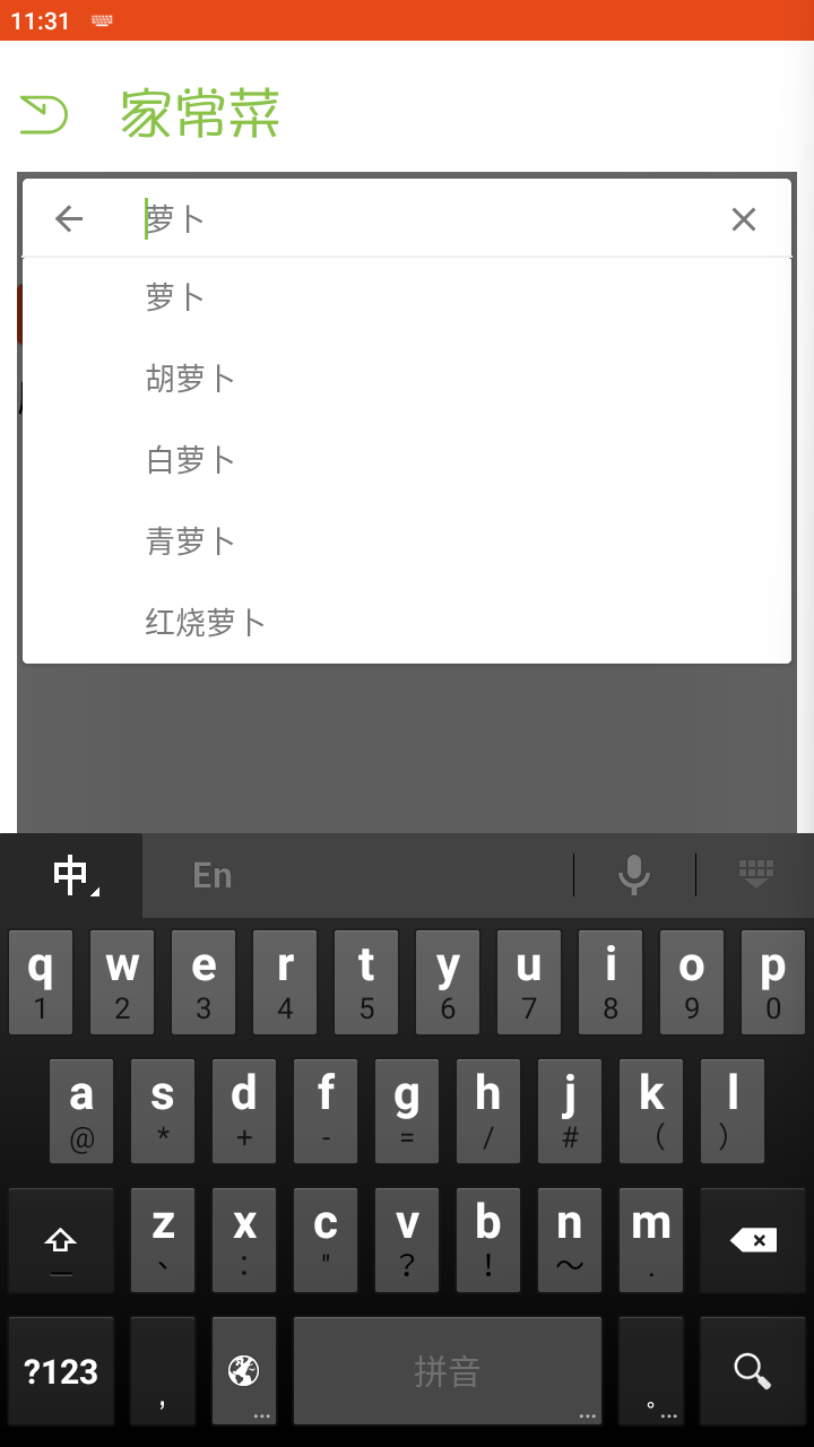 11:31
家常菜
萝卜
萝卜
胡萝卜
白萝卜
青萝卜
红烧萝卜
中 En
q w e r t y u i o p
1 2 3 4 5 6 7 8 9 0
a s d f g h j k l
@ * + - = / # ( )
z x c v b n m
、 : " ? ! ～ .
?123 , 拼音 。